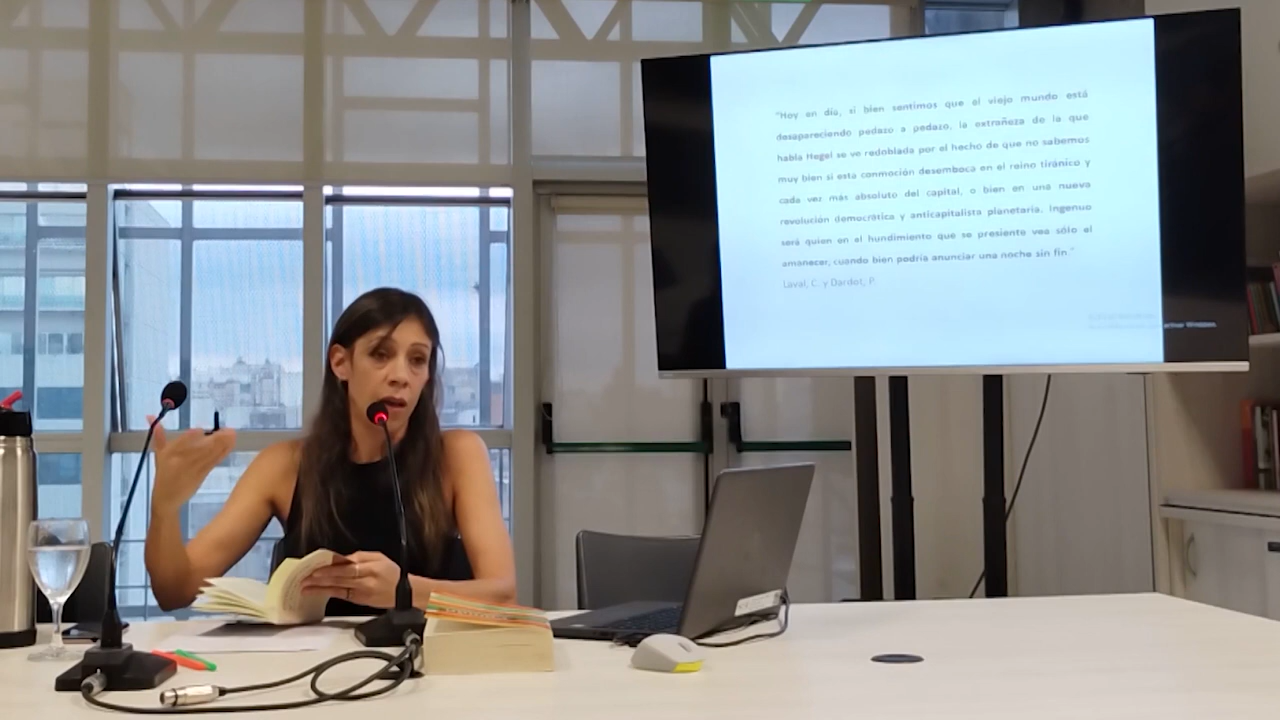 "Hoy en día, si bien sentimos que el viejo mundo está
desapareciendo pedazo a pedazo, la extrañeza de la que
habla Hegel se ve redoblada por el hecho de que no sabemos
muy bien si esta conmoción desemboca en el reino tiránico y
cada vez más absoluto del capital, o bien en una nueva
revolución democrática y anticapitalista planetaria. Ingenuo
será quien en el hundimiento que se presiente vea sólo el
amanecer, cuando bien podría anunciar una noche sin fin."
Laval, C. y Dardot, P.
Windows